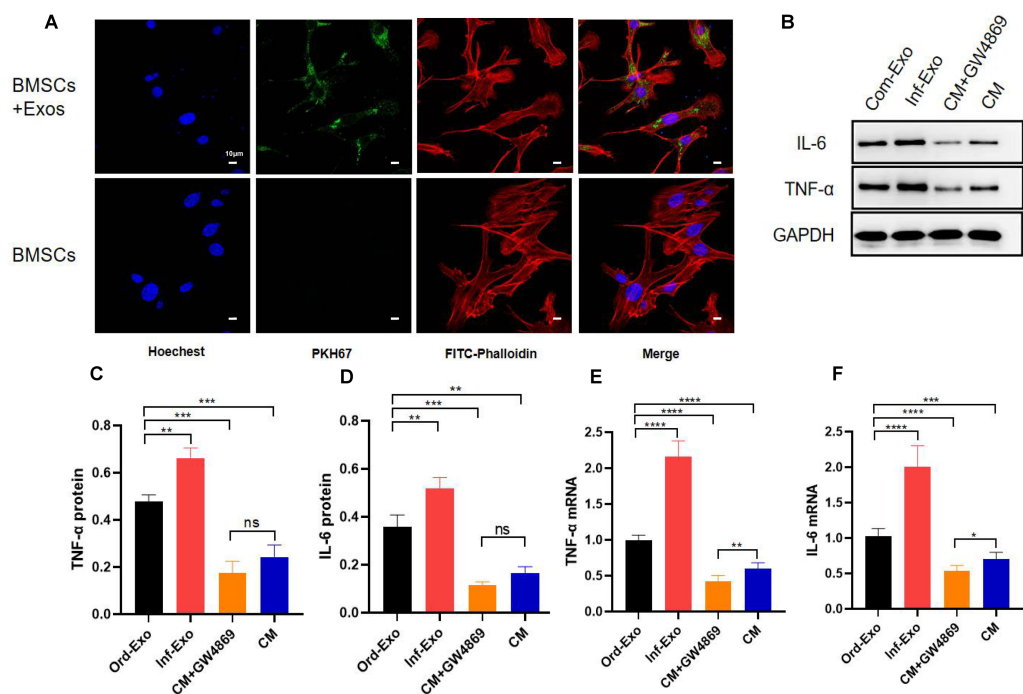 A
BMSCs
+Exos
10μm
BMSCs
Hoechest
PKH67
FITC-Phalloidin
Merge
B
Com-Exo
Inf-Exo
CM+GW4869
CM
IL-6
TNF-α
GAPDH
C
TNF-α protein
0.8
0.6
0.4
0.2
0.0
***
***
**
ns
Ord-Exo
Inf-Exo
CM+GW4869
CM
D
IL-6 protein
0.8
0.6
0.4
0.2
0.0
**
***
**
ns
Ord-Exo
Inf-Exo
CM+GW4869
CM
E
TNF-α mRNA
2.5
2.0
1.5
1.0
0.5
0.0
****
****
****
**
Ord-Exo
Inf-Exo
CM+GW4869
CM
F
IL-6 mRNA
2.5
2.0
1.5
1.0
0.5
0.0
***
****
****
*
Ord-Exo
Inf-Exo
CM+GW4869
CM